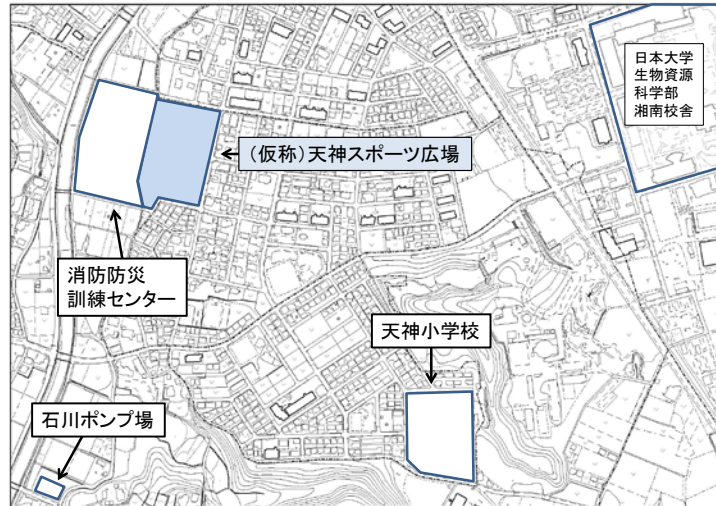 日本大学
生物資源
科学部
湘南校舎
（仮称）天神スポーツ広場
消防防災
訓練センター
天神小学校
石川ポンプ場